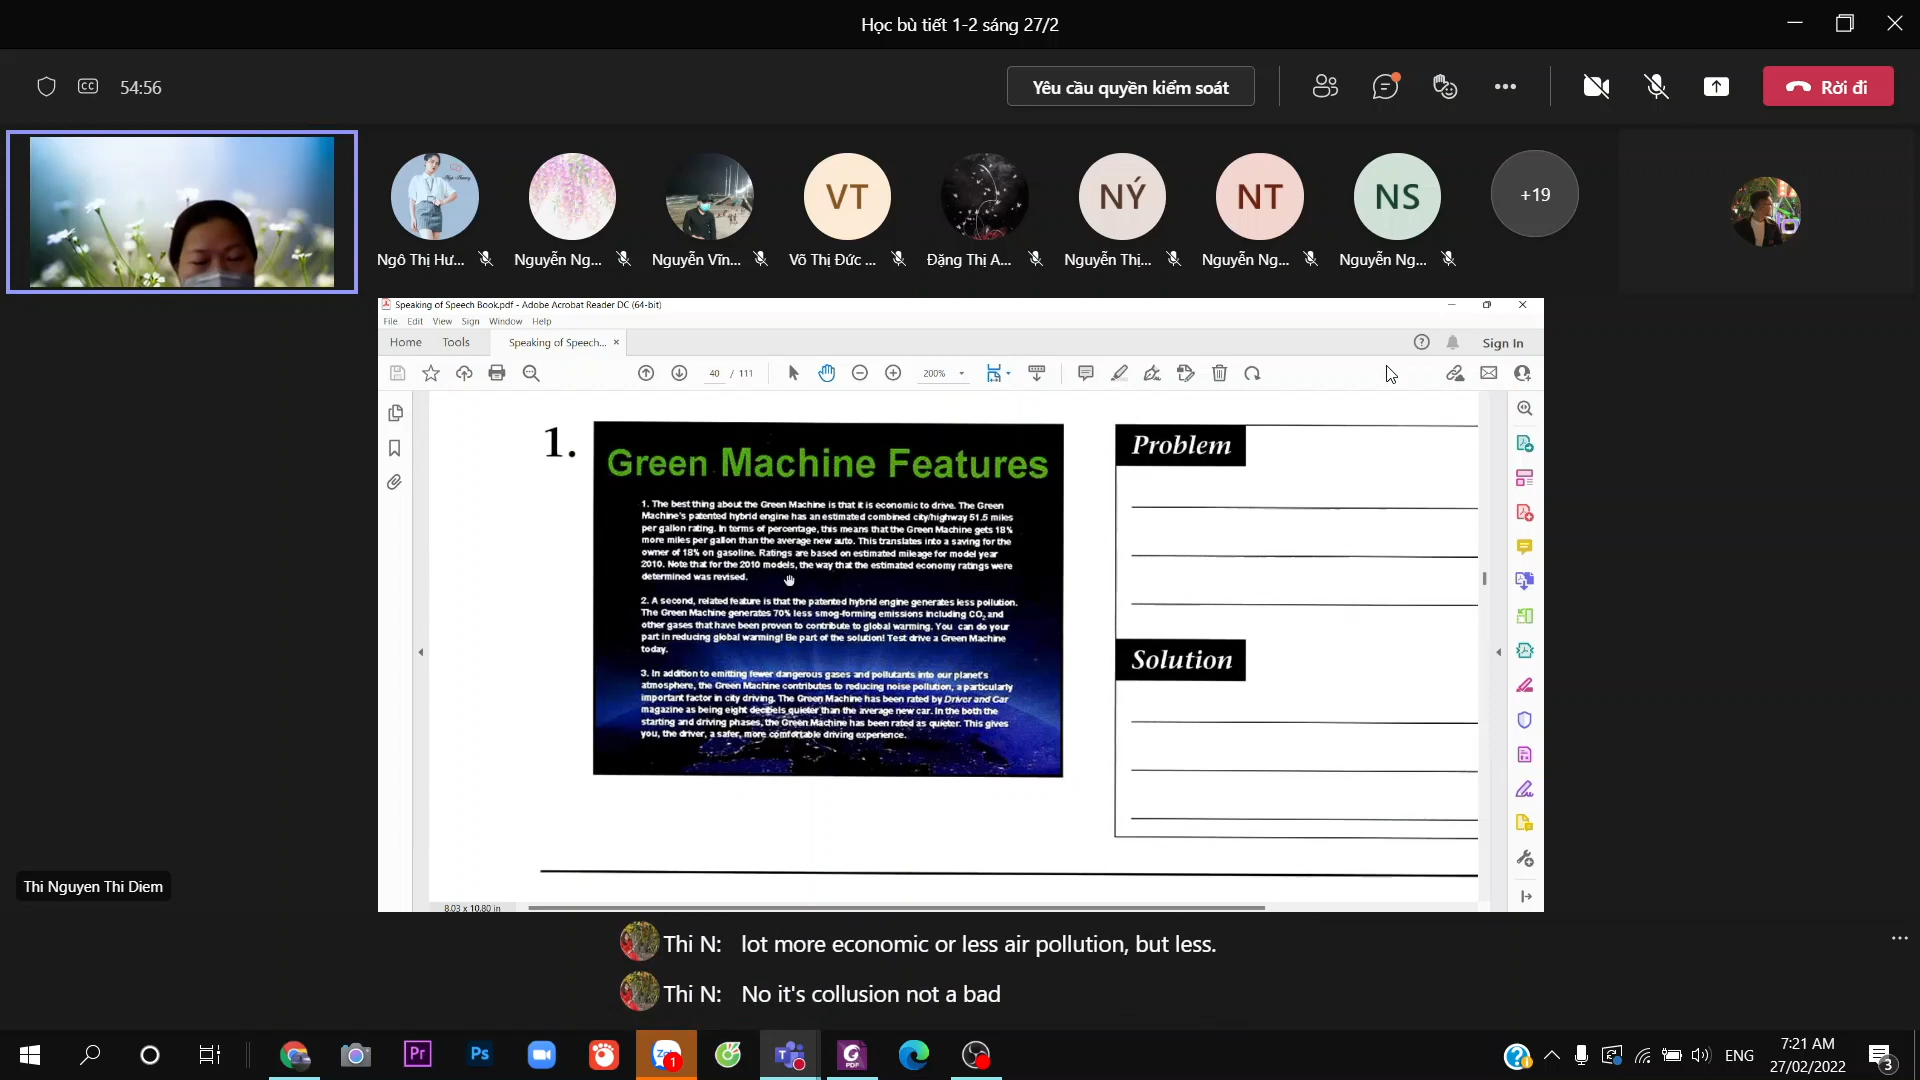 Học bù tiết 1-2 sáng 27/2
CC
54:56
Yêu cầu quyền kiểm soát
Rời đi
VT
NÝ
NT
NS
+19
Ngô Thị Hư...
Nguyễn Ng...
Nguyễn Vĩn...
Võ Thị Đức ...
Đặng Thị A...
Nguyễn Thị...
Nguyễn Ng...
Nguyễn Ng...
Speaking of Speech Book.pdf - Adobe Acrobat Reader DC (64-bit)
File Edit View Sign Window Help
Home Tools Speaking of Speech... × Sign In
40 / 111 200%
1.
Green Machine Features
1. The best thing about the Green Machine is that it is economic to drive. The Green
Machine's patented hybrid engine has an estimated combined city/highway 51.5 miles
per gallon rating. In terms of percentage, this means that the Green Machine gets 18%
more miles per gallon than the average new auto. This translates into a saving for the
owner of 18% on gasoline. Ratings are based on estimated mileage for model year
2010. Note that for the 2010 models, the way that the estimated economy ratings were
determined was revised.
2. A second, related feature is that the patented hybrid engine generates less pollution.
The Green Machine generates 70% less smog-forming emissions including CO2 and
other gases that have been proven to contribute to global warming. You can do your
part in reducing global warming! Be part of the solution! Test drive a Green Machine
today.
3. In addition to emitting fewer dangerous gases and pollutants into our planet's
atmosphere, the Green Machine contributes to reducing noise pollution, a particularly
important factor in city driving. The Green Machine has been rated by Driver and Car
magazine as being eight decibels quieter than the average new car. In the both the
starting and driving phases, the Green Machine has been rated as quieter. This gives
you, the driver, a safer, more comfortable driving experience.
Problem
Solution
8.03 x 10.80 in
Thi Nguyen Thi Diem
Thi N: lot more economic or less air pollution, but less.
Thi N: No it's collusion not a bad
Pr
Ps
1
PDF
ENG
7:21 AM
27/02/2022
3